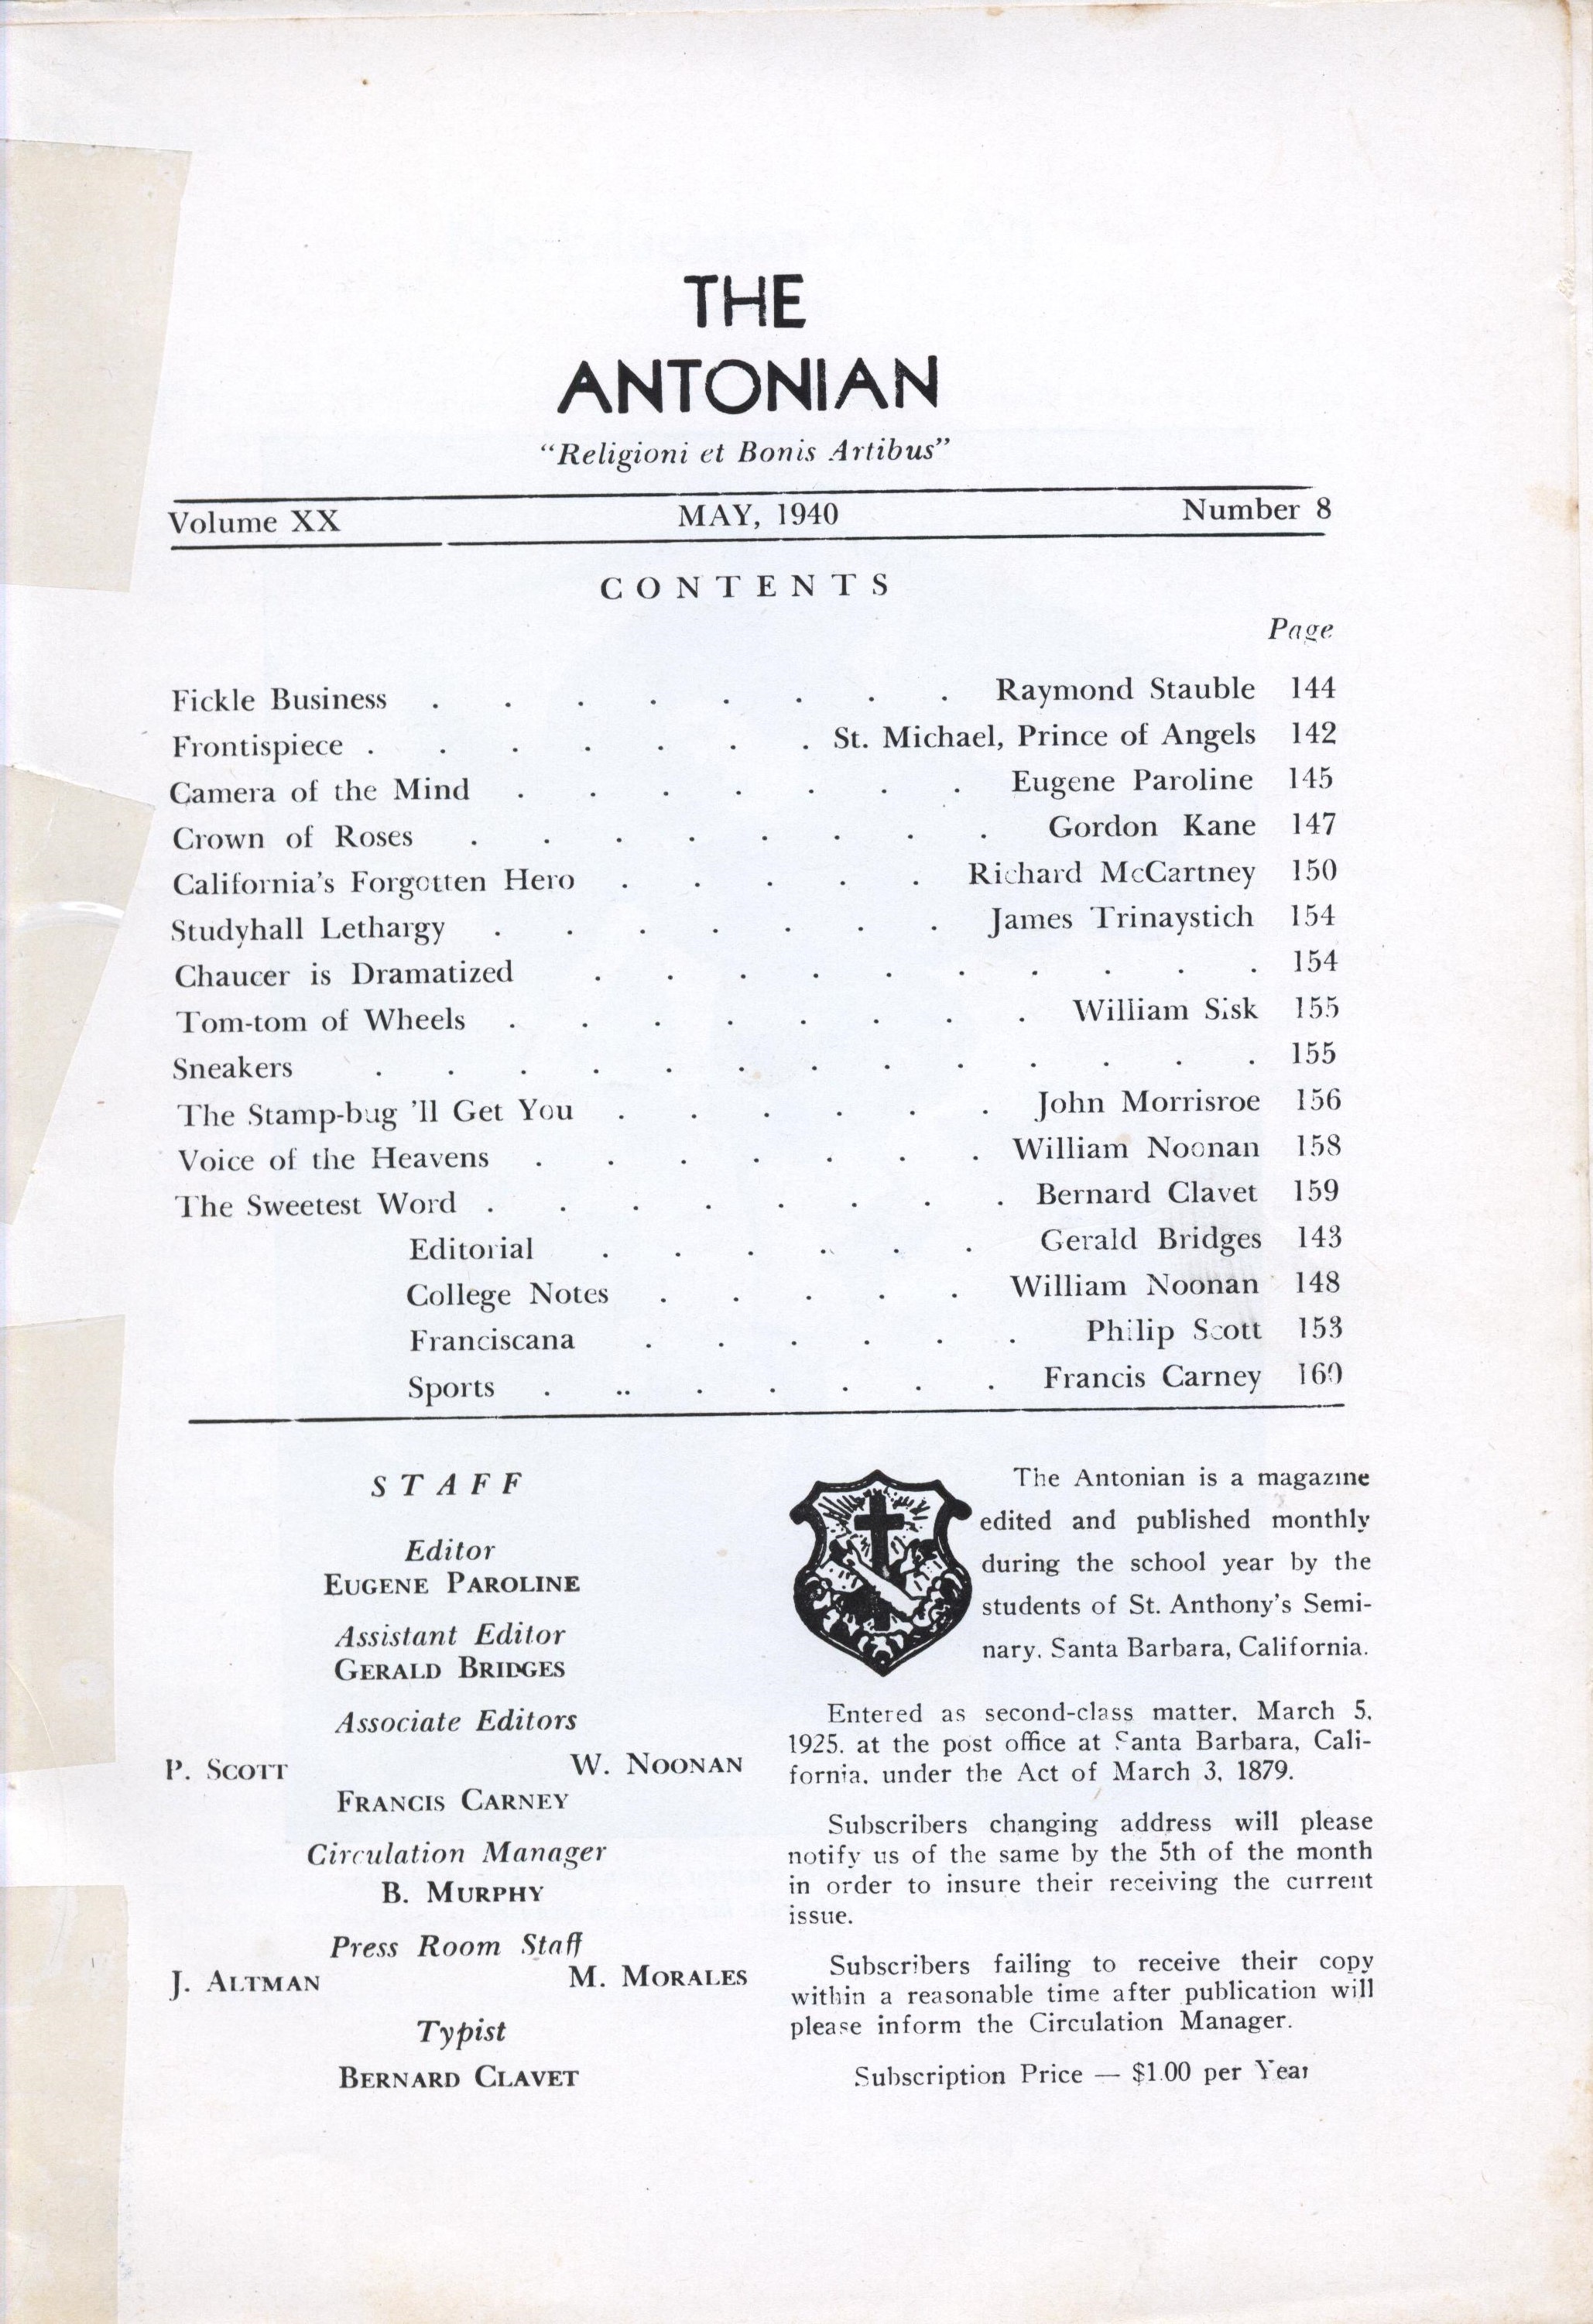 THE
ANTONIAN
"Religioni et Bonis Artibus"
Volume XX MAY, 1940 Number 8
CONTENTS
Page
Fickle Business . . . . . . . . Raymond Stauble 144
Frontispiece . . . . . . . St. Michael, Prince of Angels 142
Camera of the Mind . . . . . . . Eugene Paroline 145
Crown of Roses . . . . . . . . Gordon Kane 147
California's Forgotten Hero . . . . . Richard McCartney 150
Studyhall Lethargy . . . . . . . James Trinaystich 154
Chaucer is Dramatized . . . . . . . . . . 154
Tom-tom of Wheels . . . . . . . . William Sisk 155
Sneakers . . . . . . . . . . . . . 155
The Stamp-bug 'll Get You . . . . . . John Morrisroe 156
Voice of the Heavens . . . . . . . William Noonan 158
The Sweetest Word . . . . . . . . Bernard Clavet 159
Editorial . . . . . . Gerald Bridges 143
College Notes . . . . . William Noonan 148
Franciscana . . . . . . Philip Scott 153
Sports . .. . . . . . Francis Carney 160
STAFF
Editor
EUGENE PAROLINE
Assistant Editor
GERALD BRIDGES
Associate Editors
P. SCOTT W. NOONAN
FRANCIS CARNEY
Circulation Manager
B. MURPHY
Press Room Staff
J. ALTMAN M. MORALES
Typist
BERNARD CLAVET
The Antonian is a magazine
edited and published monthly
during the school year by the
students of St. Anthony's Semi-
nary, Santa Barbara, California.
Entered as second-class matter, March 5,
1925, at the post office at Santa Barbara, Cali-
fornia, under the Act of March 3, 1879.
Subscribers changing address will please
notify us of the same by the 5th of the month
in order to insure their receiving the current
issue.
Subscribers failing to receive their copy
within a reasonable time after publication will
please inform the Circulation Manager.
Subscription Price — $1.00 per Year